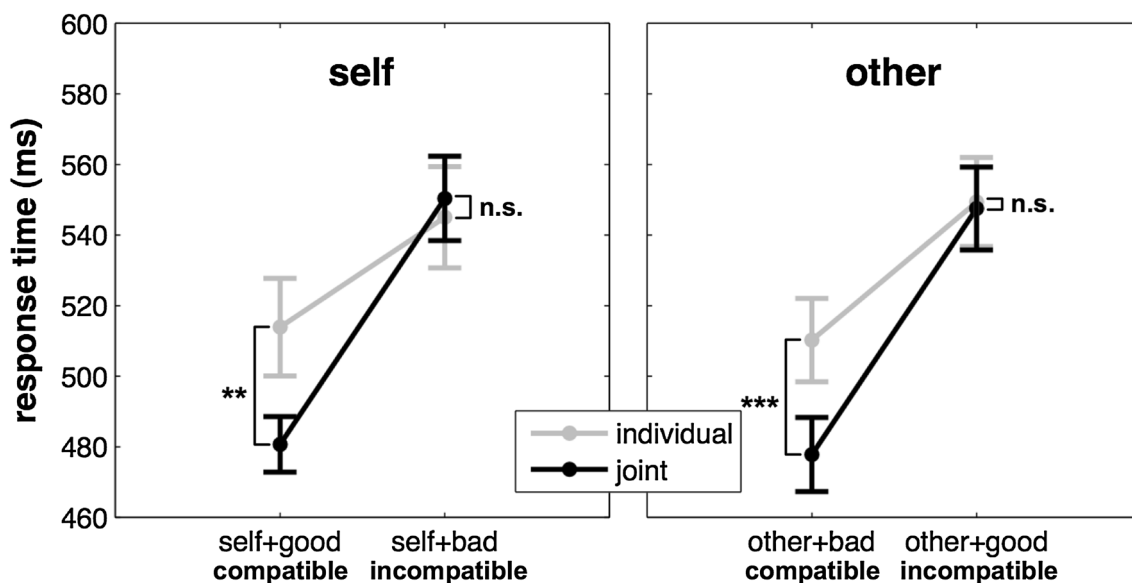 600
580
560
540
520
500
480
460
response time (ms)
self
other
n.s.
n.s.
**
***
individual
joint
self+good self+bad
compatible incompatible
other+bad other+good
compatible incompatible